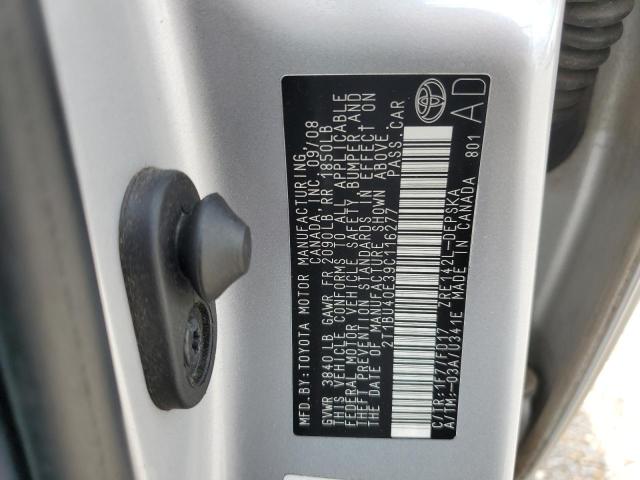 MFD.BY:TOYOTA MOTOR MANUFACTURING
CANADA, INC. 09/08
GVWR 3840 LB GAWR FR 2090LB RR 1850LB
THIS VEHICLE CONFORMS TO ALL APPLICABLE
FEDERAL MOTOR VEHICLE SAFETY, BUMPER, AND
THEFT PREVENTION STANDARDS IN EFFECT ON
THE DATE OF MANUFACTURE SHOWN ABOVE.
2T1BU40E39C116277 PASS.CAR
C/TR:1F7/FD17 ZRE142L-DEPSKA
A/TM:-03A/U341E MADE IN CANADA 801
AD